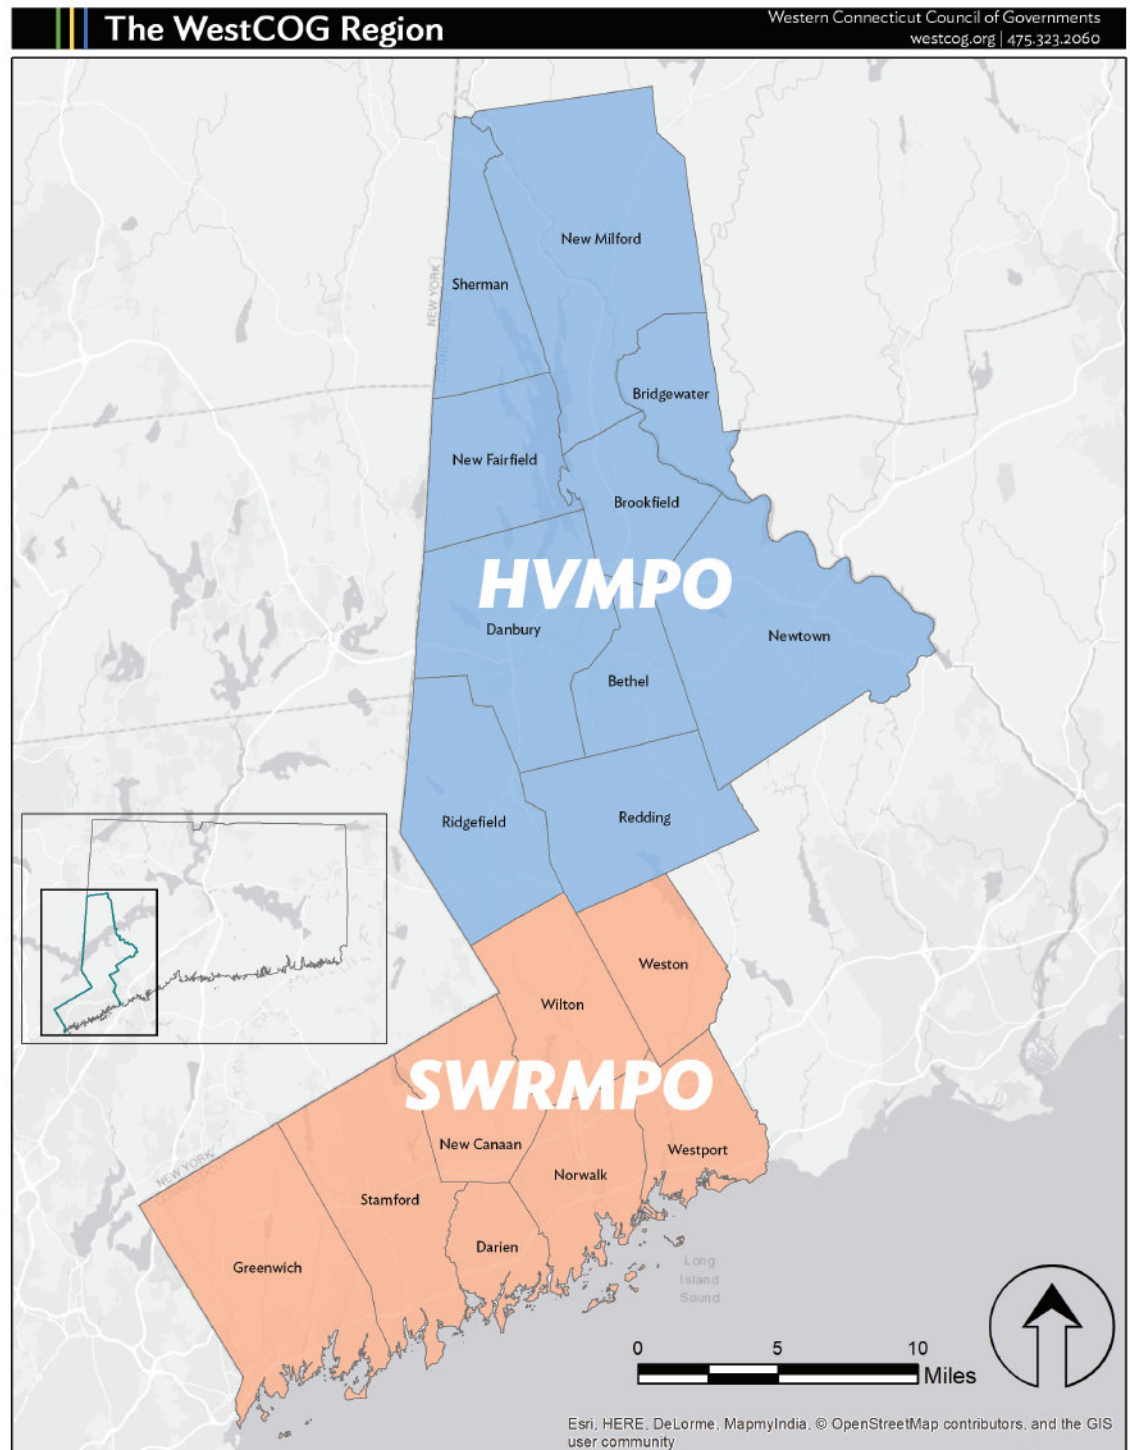 The WestCOG Region
Western Connecticut Council of Governments
westcog.org | 475.323.2060
New Milford
Sherman
NEW YORK
CONNECTICUT
Bridgewater
New Fairfield
Brookfield
HVMPO
Danbury
Newtown
Bethel
Ridgefield
Redding
Weston
Wilton
SWRMPO
New Canaan
Westport
NEW YORK
CONNECTICUT
Norwalk
Stamford
Darien
Greenwich
Long
Island
Sound
0 5 10
Miles
Esri, HERE, DeLorme, MapmyIndia, © OpenStreetMap contributors, and the GIS
user community